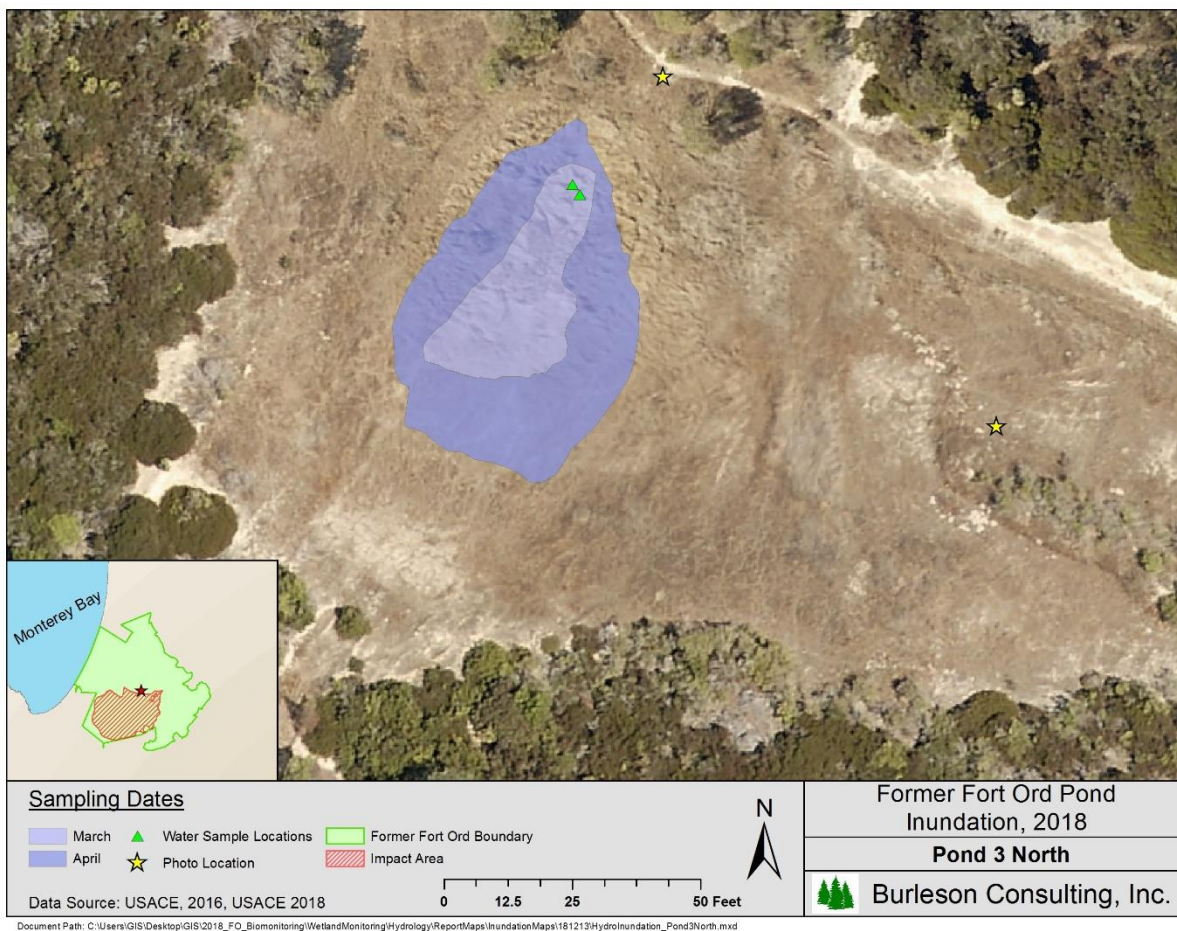 Monterey Bay
Sampling Dates
March
Water Sample Locations
Former Fort Ord Boundary
April
Photo Location
Impact Area
Data Source: USACE, 2016, USACE 2018
N
0 12.5 25 50 Feet
Former Fort Ord Pond
Inundation, 2018
Pond 3 North
Burleson Consulting, Inc.
Document Path: C:\Users\GIS\Desktop\GIS\2018_FO_Biomonitoring\WetlandMonitoring\Hydrology\ReportMaps\InundationMaps\181213\HydroInundation_Pond3North.mxd